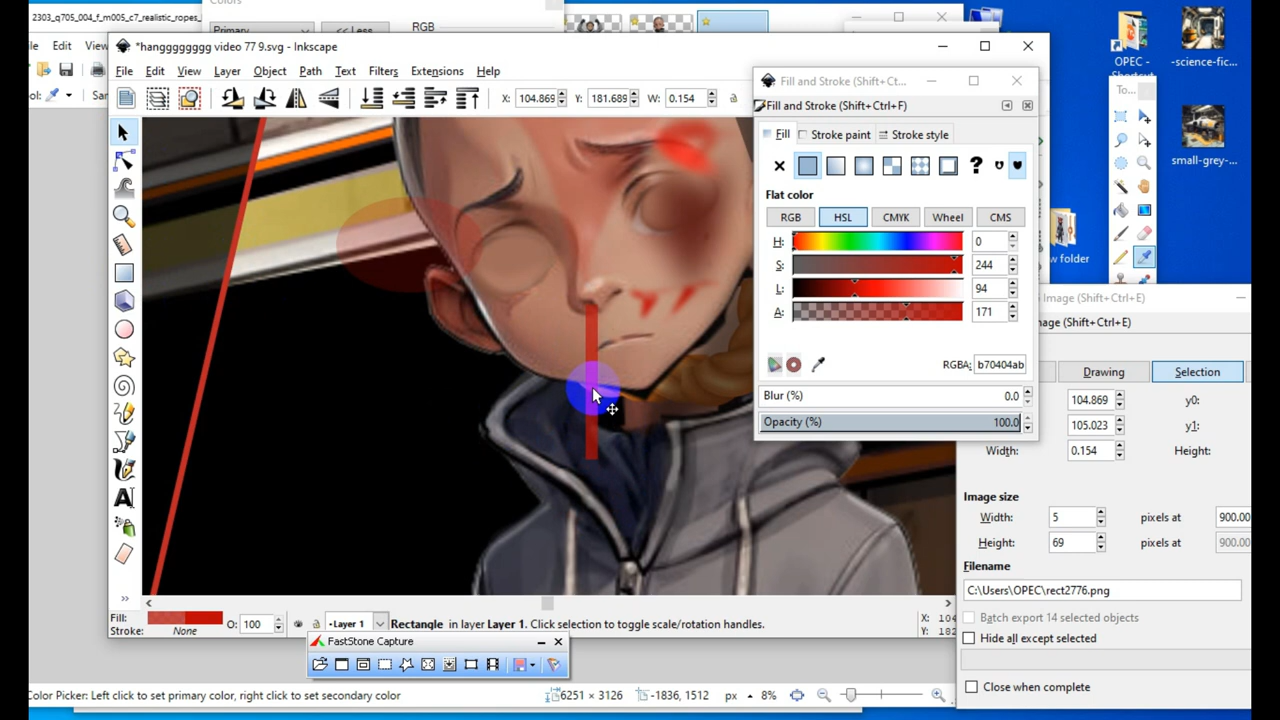 Colors
2303_q705_004_f_m005_c7_realistic_ropes_
Primary
<< Less
RGB
*hangggggggg video 77 9.svg - Inkscape
Edit
File Edit View Layer Object Path Text Filters Extensions Help
X: 104.869 Y: 181.689 W: 0.154
Fill and Stroke (Shift+Ct...
Fill and Stroke (Shift+Ctrl+F)
Fill Stroke paint Stroke style
?
Flat color
RGB HSL CMYK Wheel CMS
H: 0
S: 244
L: 94
A: 171
RGBA: b70404ab
Blur (%) 0.0
Opacity (%) 100.0
OPEC -
Shortcut
-science-fic...
To...
small-grey-...
w folder
Image (Shift+Ctrl+E)
mage (Shift+Ctrl+E)
Drawing Selection
104.869 y0:
105.023 y1:
Width: 0.154 Height:
Image size
Width: 5 pixels at 900.00
Height: 69 pixels at 900.00
Filename
C:\Users\OPEC\rect2776.png
Batch export 14 selected objects
Hide all except selected
Close when complete
Fill:
Stroke: None
O: 100
Layer 1
Rectangle in layer Layer 1. Click selection to toggle scale/rotation handles.
X: 104
Y: 182
FastStone Capture
Color Picker: Left click to set primary color, right click to set secondary color
6251 × 3126
-1836, 1512
px
8%